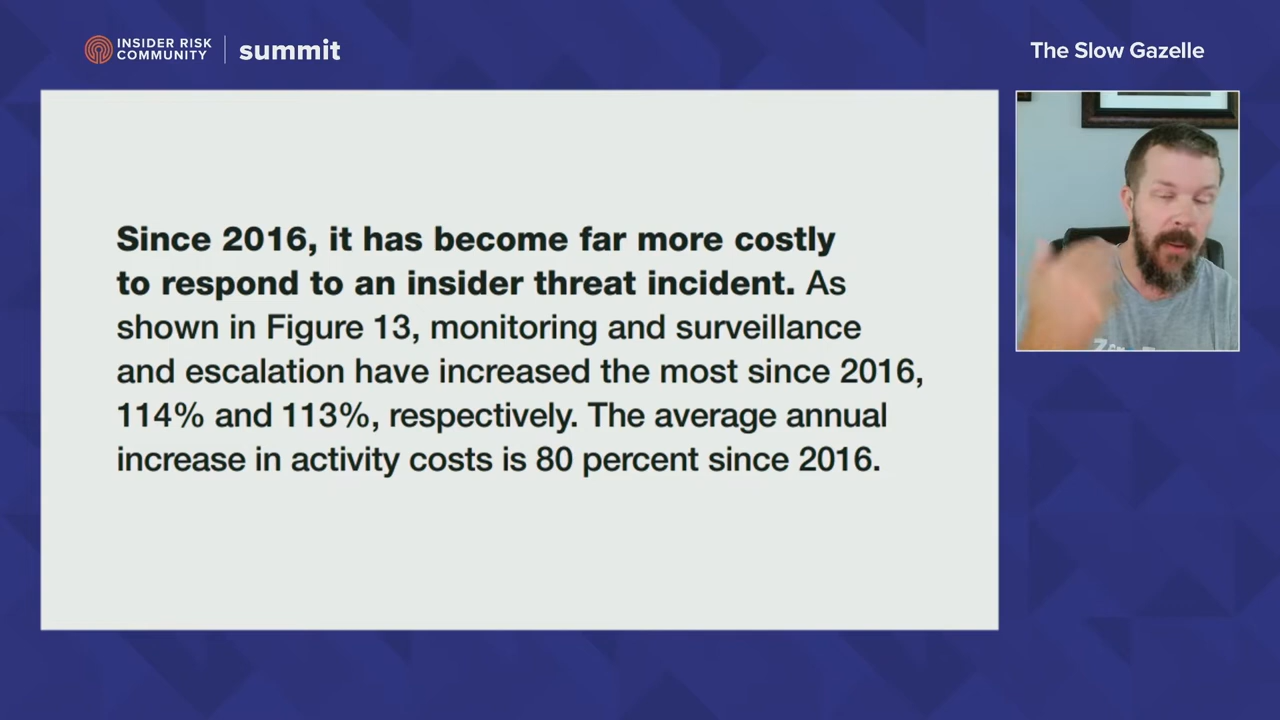 INSIDER RISK
COMMUNITY
summit
The Slow Gazelle
Since 2016, it has become far more costly
to respond to an insider threat incident. As
shown in Figure 13, monitoring and surveillance
and escalation have increased the most since 2016,
114% and 113%, respectively. The average annual
increase in activity costs is 80 percent since 2016.